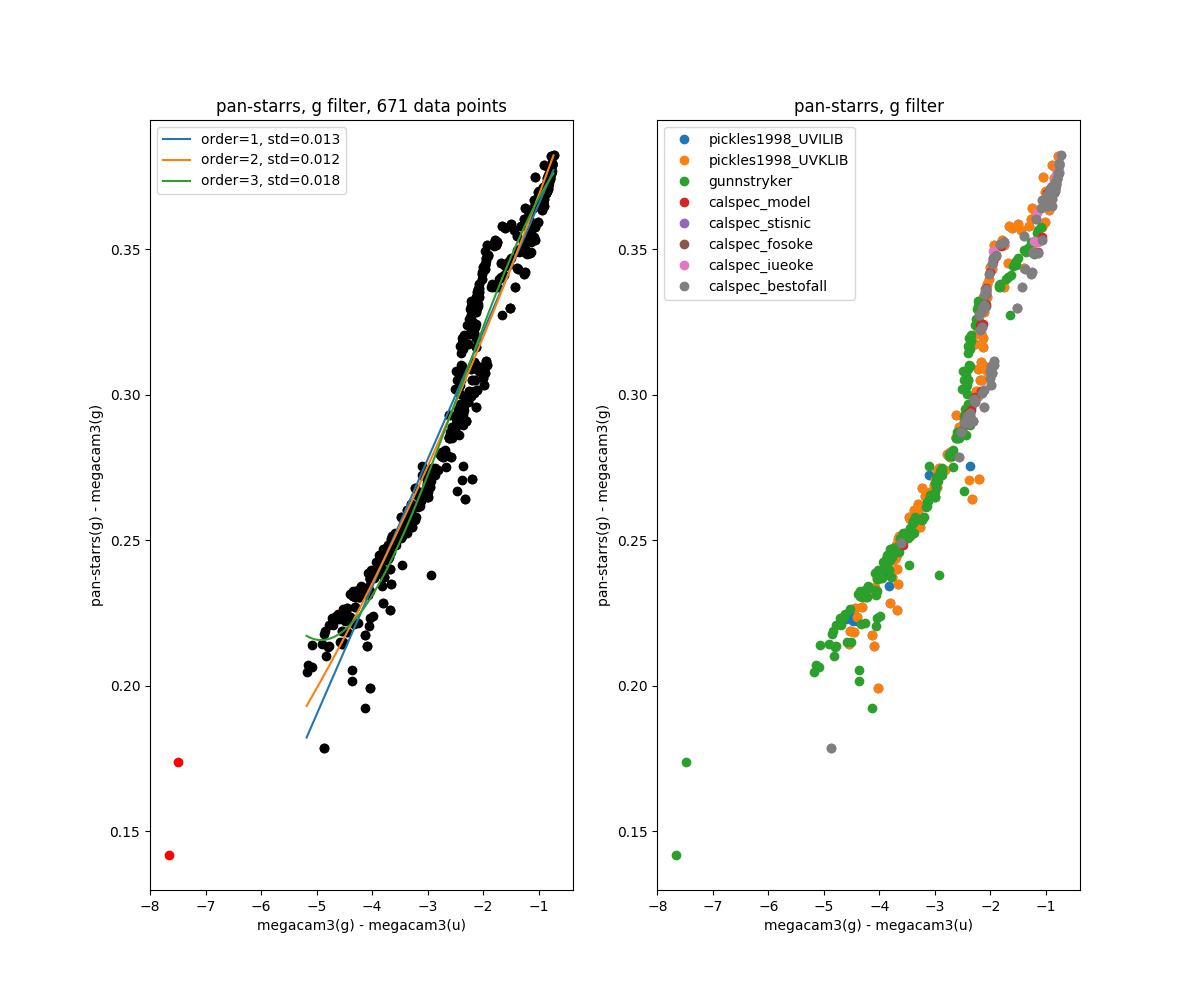 pan-starrs, g filter, 671 data points
order=1, std=0.013
order=2, std=0.012
order=3, std=0.018
0.35
0.30
0.25
0.20
0.15
pan-starrs(g) - megacam3(g)
−8 −7 −6 −5 −4 −3 −2 −1
megacam3(g) - megacam3(u)
pan-starrs, g filter
pickles1998_UVILIB
pickles1998_UVKLIB
gunnstryker
calspec_model
calspec_stisnic
calspec_fosoke
calspec_iueoke
calspec_bestofall
0.35
0.30
0.25
0.20
0.15
pan-starrs(g) - megacam3(g)
−8 −7 −6 −5 −4 −3 −2 −1
megacam3(g) - megacam3(u)